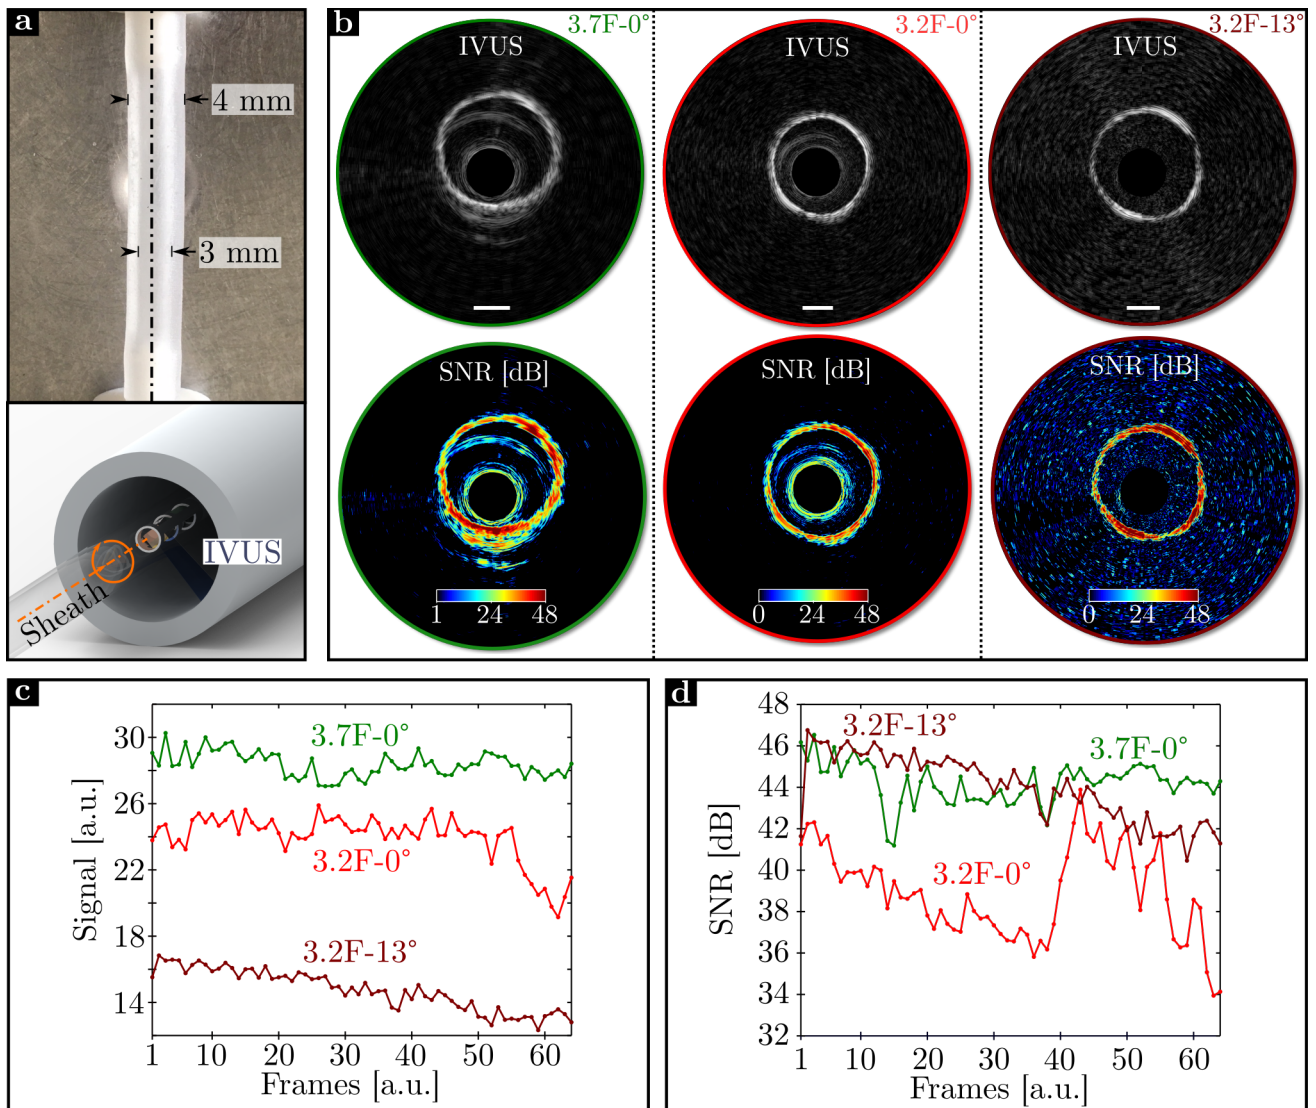 a
4 mm
3 mm
IVUS
Sheath
b
3.7F-0°
3.2F-0°
3.2F-13°
IVUS
IVUS
IVUS
SNR [dB]
SNR [dB]
SNR [dB]
1 24 48
0 24 48
0 24 48
c
Signal [a.u.]
30
26
22
18
14
3.7F-0°
3.2F-0°
3.2F-13°
1 10 20 30 40 50 60
Frames [a.u.]
d
SNR [dB]
48
46
44
42
40
38
36
34
32
3.2F-13°
3.7F-0°
3.2F-0°
1 10 20 30 40 50 60
Frames [a.u.]